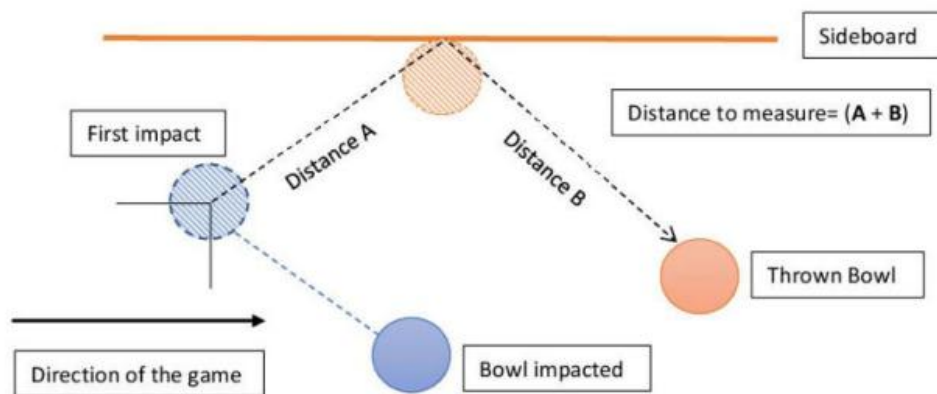 Sideboard
Distance to measure= (A + B)
First impact
Distance A
Distance B
Thrown Bowl
Bowl impacted
Direction of the game